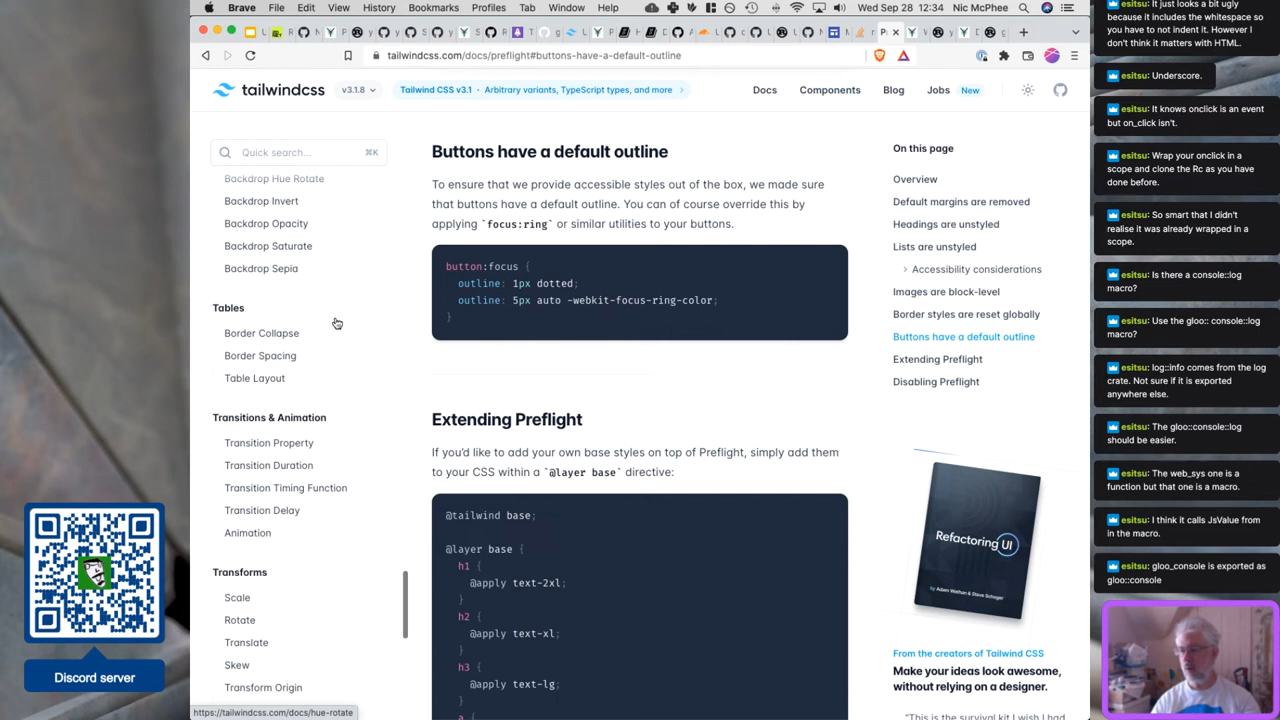 Brave File Edit View History Bookmarks Profiles Tab Window Help
Wed Sep 28 12:34 Nic McPhee
tailwindcss.com/docs/preflight#buttons-have-a-default-outline
tailwindcss
v3.1.8
Tailwind CSS v3.1 · Arbitrary variants, TypeScript types, and more
Docs Components Blog Jobs New
Quick search... ⌘K
Backdrop Hue Rotate
Backdrop Invert
Backdrop Opacity
Backdrop Saturate
Backdrop Sepia
Tables
Border Collapse
Border Spacing
Table Layout
Transitions & Animation
Transition Property
Transition Duration
Transition Timing Function
Transition Delay
Animation
Transforms
Scale
Rotate
Translate
Skew
Transform Origin
https://tailwindcss.com/docs/hue-rotate
Buttons have a default outline
To ensure that we provide accessible styles out of the box, we made sure
that buttons have a default outline. You can of course override this by
applying `focus:ring` or similar utilities to your buttons.
button:focus {
outline: 1px dotted;
outline: 5px auto -webkit-focus-ring-color;
}
Extending Preflight
If you'd like to add your own base styles on top of Preflight, simply add them
to your CSS within a `@layer base` directive:
@tailwind base;
@layer base {
h1 {
@apply text-2xl;
}
h2 {
@apply text-xl;
}
h3 {
@apply text-lg;
}
a {
On this page
Overview
Default margins are removed
Headings are unstyled
Lists are unstyled
Accessibility considerations
Images are block-level
Border styles are reset globally
Buttons have a default outline
Extending Preflight
Disabling Preflight
Refactoring UI
by Adam Wathan & Steve Schoger
From the creators of Tailwind CSS
Make your ideas look awesome,
without relying on a designer.
"This is the survival kit I wish I had
esitsu: It just looks a bit ugly
because it includes the whitespace so
you have to not indent it. However I
don't think it matters with HTML.
esitsu: Underscore.
esitsu: It knows onclick is an event
but on_click isn't.
esitsu: Wrap your onclick in a
scope and clone the Rc as you have
done before.
esitsu: So smart that I didn't
realise it was already wrapped in a
scope.
esitsu: Is there a console::log
macro?
esitsu: Use the gloo:: console::log
macro?
esitsu: log::info comes from the log
crate. Not sure if it is exported
anywhere else.
esitsu: The gloo::console::log
should be easier.
esitsu: The web_sys one is a
function but that one is a macro.
esitsu: I think it calls JsValue from
in the macro.
esitsu: gloo_console is exported as
gloo::console
Discord server